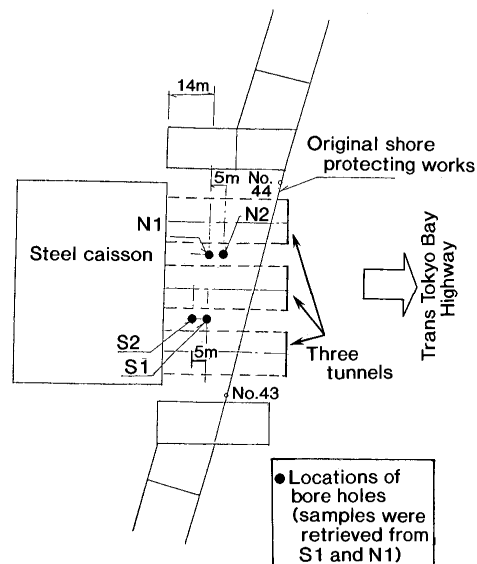 14m
Original shore
protecting works
5m
No.
44
N1
N2
Steel caisson
Trans Tokyo Bay
Highway
S2
S1
5m
Three
tunnels
No.43
Locations of
bore holes
(samples were
retrieved from
S1 and N1)